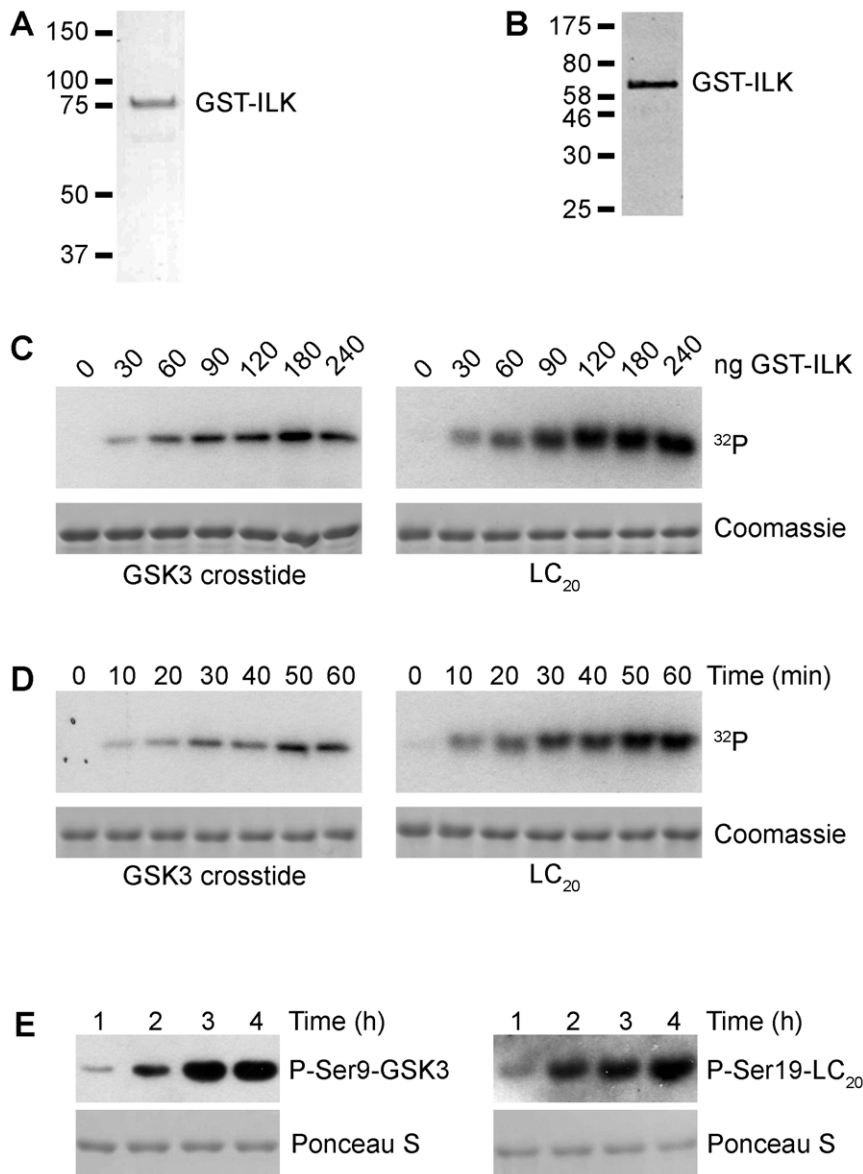 A
150
100
75
50
37
GST-ILK
B
175
80
58
46
30
25
GST-ILK
C
0 30 60 90 120 180 240
0 30 60 90 120 180 240
ng GST-ILK
³²P
Coomassie
GSK3 crosstide
LC₂₀
D
0 10 20 30 40 50 60
0 10 20 30 40 50 60
Time (min)
³²P
Coomassie
GSK3 crosstide
LC₂₀
E
1 2 3 4 Time (h)
P-Ser9-GSK3
Ponceau S
1 2 3 4 Time (h)
P-Ser19-LC₂₀
Ponceau S